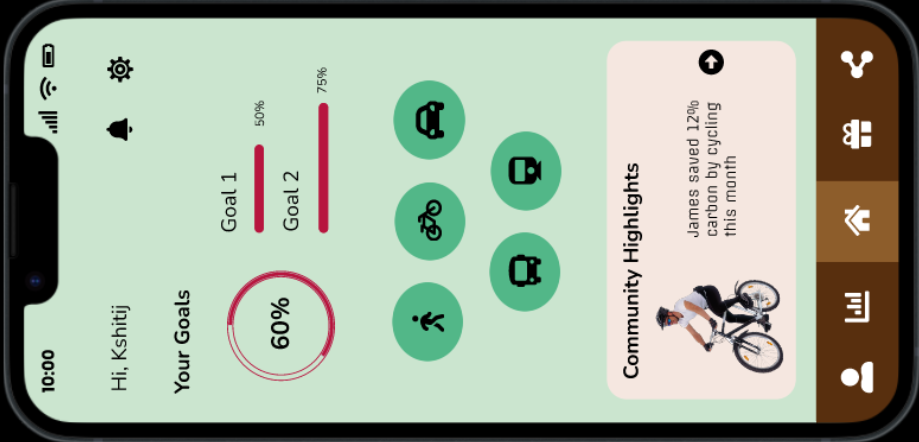 10:00
Hi, Kshitij
Your Goals
60%
Goal 1
50%
Goal 2
75%
Community Highlights
James saved 12%
carbon by cycling
this month